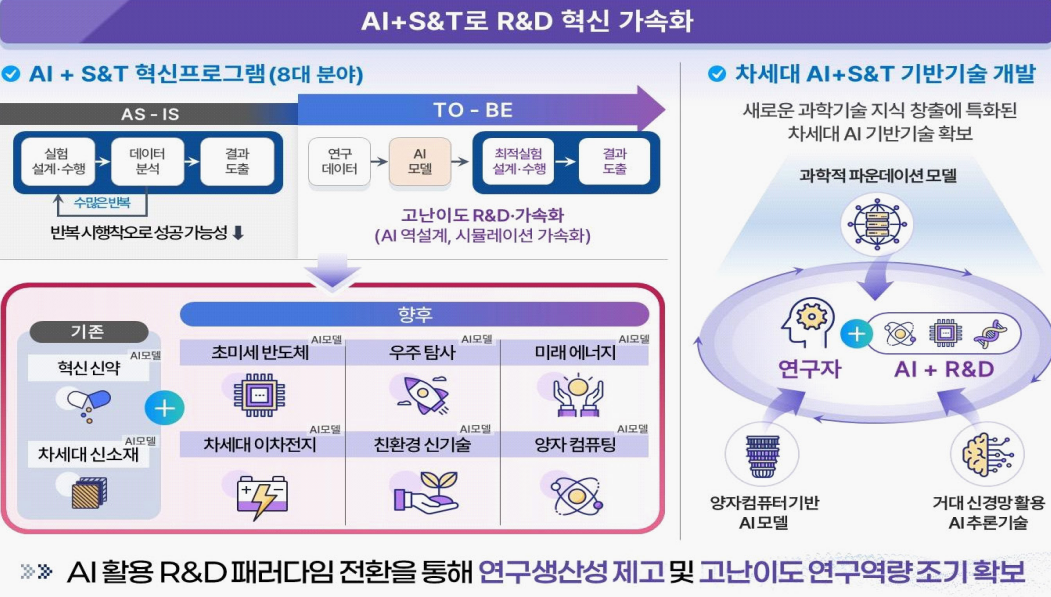 AI+S&T로 R&D 혁신 가속화
AI + S&T 혁신프로그램(8대 분야)
AS - IS
TO - BE
실험
설계·수행
데이터
분석
결과
도출
수많은 반복
반복 시행착오로 성공 가능성
연구
데이터
AI
모델
최적실험
설계·수행
결과
도출
고난이도 R&D·가속화
(AI 역설계, 시뮬레이션 가속화)
기존
혁신 신약
AI모델
차세대 신소재
AI모델
향후
초미세 반도체
AI모델
우주 탐사
AI모델
미래 에너지
AI모델
차세대 이차전지
AI모델
친환경 신기술
AI모델
양자 컴퓨팅
AI모델
차세대 AI+S&T 기반기술 개발
새로운 과학기술 지식 창출에 특화된
차세대 AI 기반기술 확보
과학적 파운데이션 모델
연구자
AI + R&D
양자컴퓨터 기반
AI 모델
거대 신경망 활용
AI 추론기술
AI 활용 R&D 패러다임 전환을 통해 연구생산성 제고 및 고난이도 연구역량 조기 확보